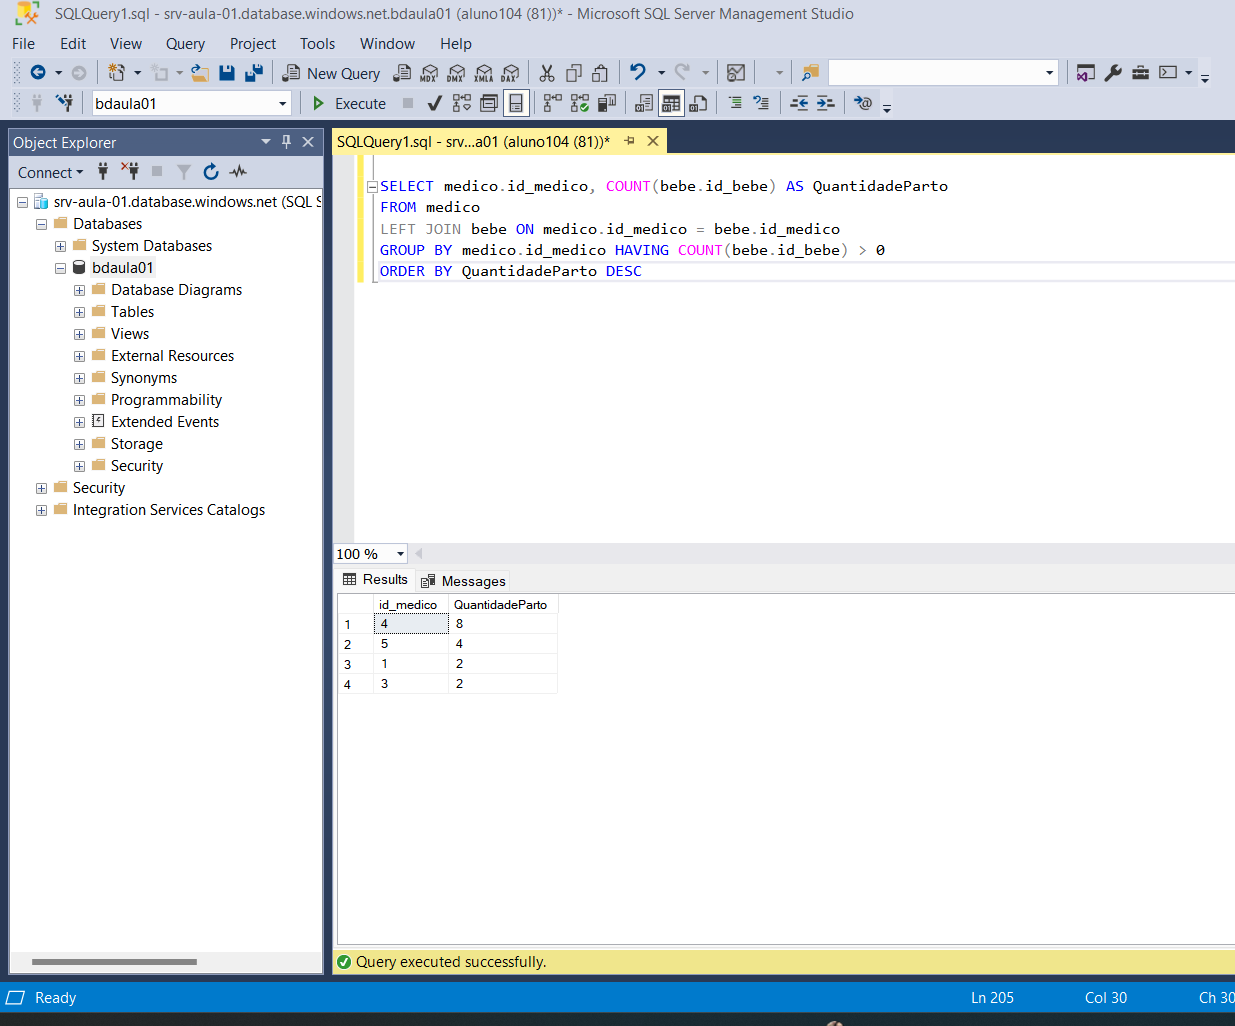 SQLQuery1.sql - srv-aula-01.database.windows.net.bdaula01 (aluno104 (81))* - Microsoft SQL Server Management Studio
File Edit View Query Project Tools Window Help
New Query MDX DMX XMLA DAX
bdaula01 Execute
Object Explorer
Connect
srv-aula-01.database.windows.net (SQL S
Databases
System Databases
bdaula01
Database Diagrams
Tables
Views
External Resources
Synonyms
Programmability
Extended Events
Storage
Security
Security
Integration Services Catalogs
SQLQuery1.sql - srv...a01 (aluno104 (81))*
SELECT medico.id_medico, COUNT(bebe.id_bebe) AS QuantidadeParto
FROM medico
LEFT JOIN bebe ON medico.id_medico = bebe.id_medico
GROUP BY medico.id_medico HAVING COUNT(bebe.id_bebe) > 0
ORDER BY QuantidadeParto DESC
100 %
Results Messages
id_medico QuantidadeParto
1 4 8
2 5 4
3 1 2
4 3 2
Query executed successfully.
Ready Ln 205 Col 30 Ch 30